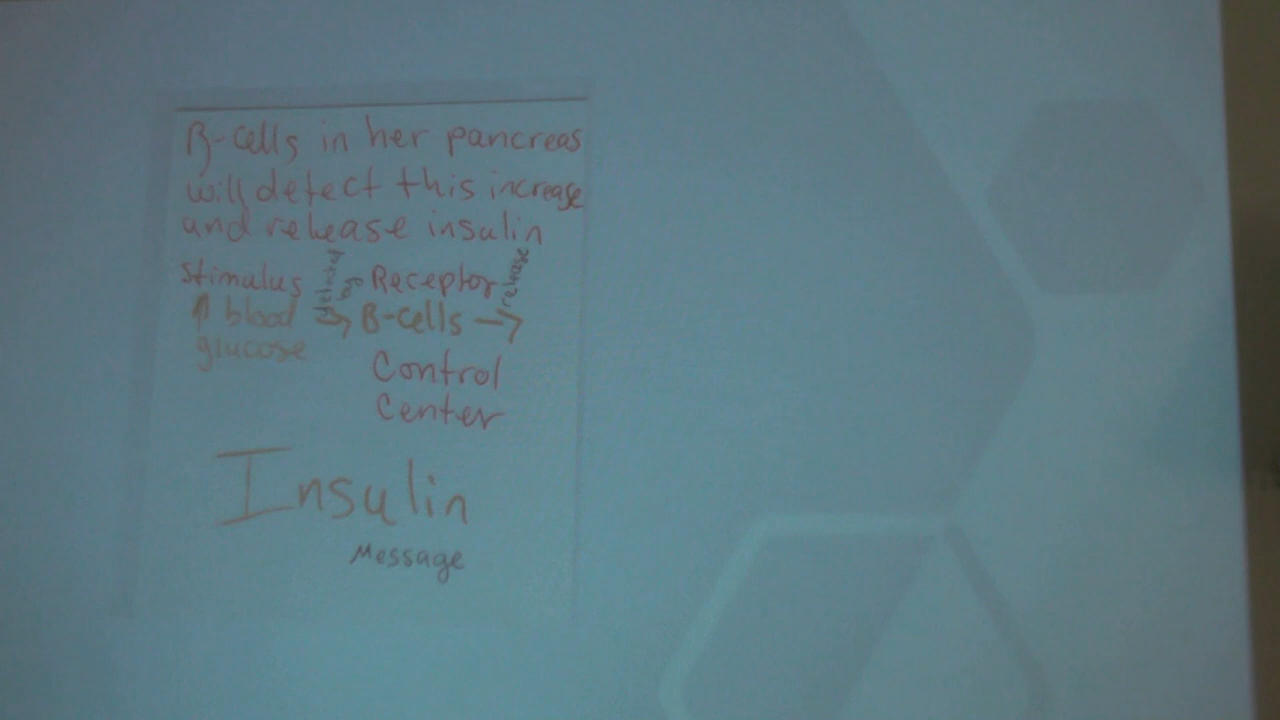 B-cells in her pancreas
will detect this increase
and release insulin
Stimulus detected by Receptor release
↑ blood → B-cells →
glucose
Control
Center
Insulin
Message